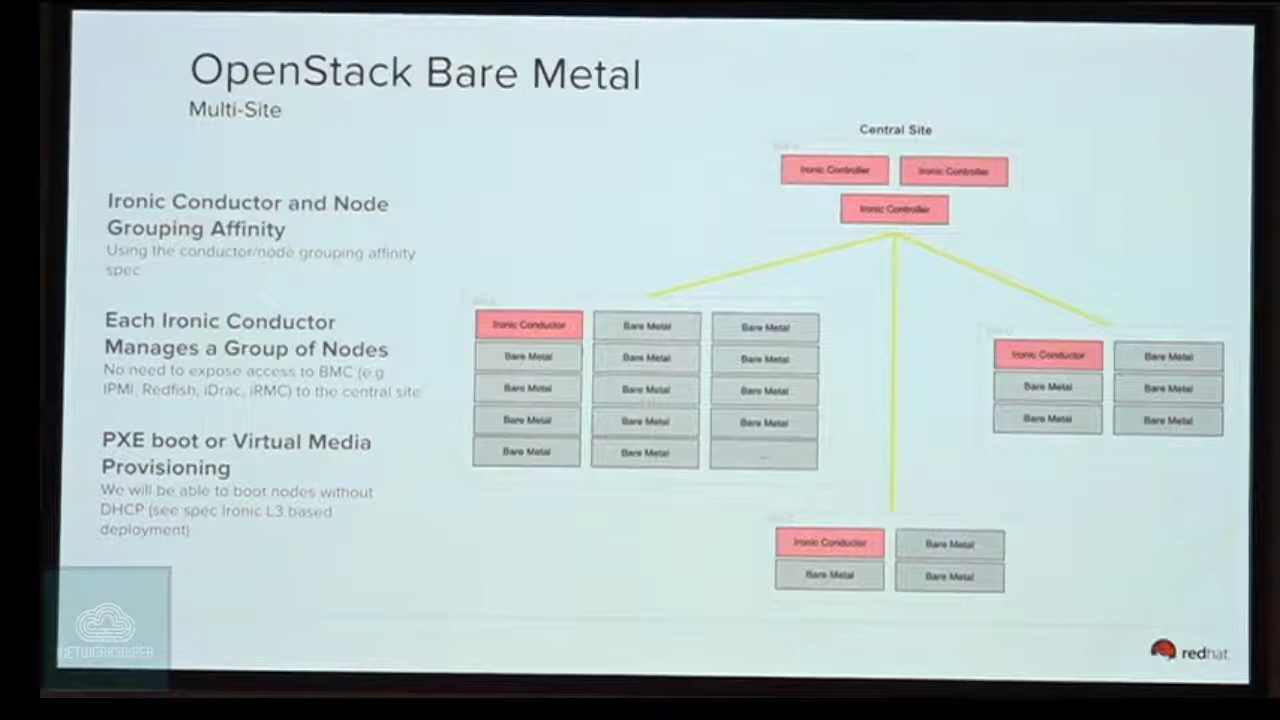 OpenStack Bare Metal
Multi-Site
Ironic Conductor and Node
Grouping Affinity
Using the conductor/node grouping affinity
spec
Each Ironic Conductor
Manages a Group of Nodes
No need to expose access to BMC (e.g
IPMI, Redfish, iDrac, iRMC) to the central site
PXE boot or Virtual Media
Provisioning
We will be able to boot nodes without
DHCP (see spec Ironic L3 based
deployment)
Central Site
Ironic Controller
Ironic Controller
Ironic Controller
Ironic Conductor
Bare Metal
Bare Metal
Bare Metal
Bare Metal
Bare Metal
Bare Metal
Bare Metal
Bare Metal
Bare Metal
Bare Metal
Bare Metal
Bare Metal
Bare Metal
Bare Metal
...
Ironic Conductor
Bare Metal
Bare Metal
Bare Metal
Bare Metal
Bare Metal
Ironic Conductor
Bare Metal
Bare Metal
Bare Metal
redhat.